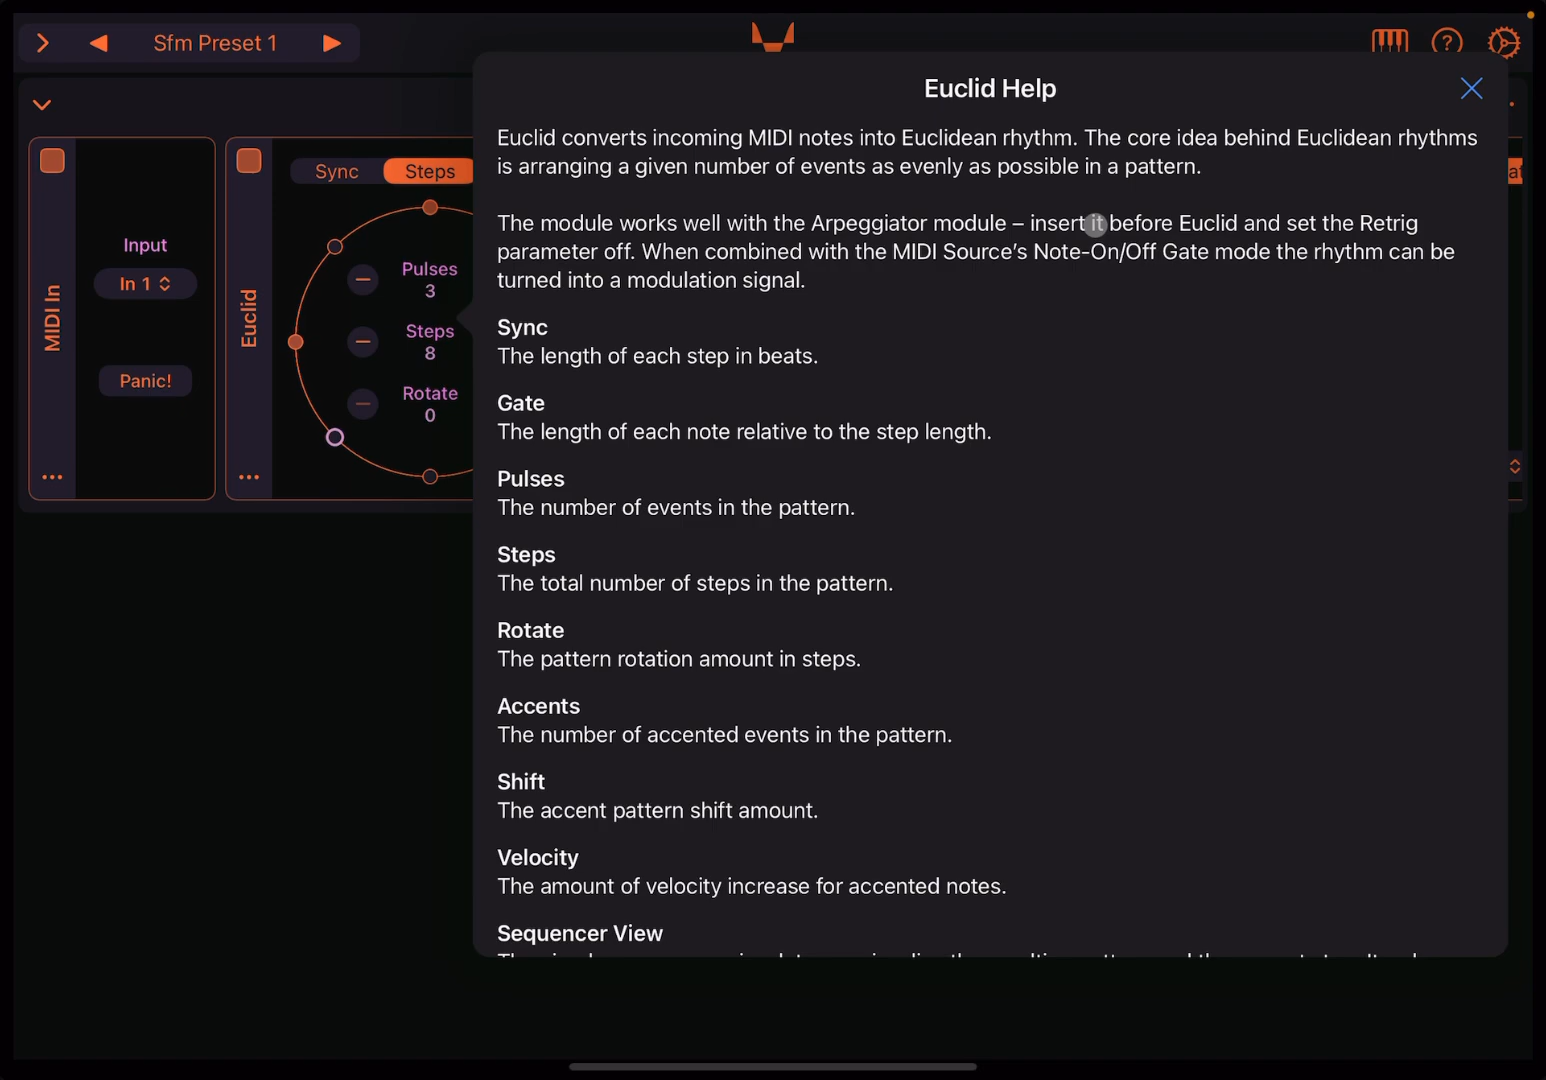 Sfm Preset 1
Euclid Help
Euclid converts incoming MIDI notes into Euclidean rhythm. The core idea behind Euclidean rhythms
is arranging a given number of events as evenly as possible in a pattern.
The module works well with the Arpeggiator module – insert it before Euclid and set the Retrig
parameter off. When combined with the MIDI Source’s Note-On/Off Gate mode the rhythm can be
turned into a modulation signal.
Sync
The length of each step in beats.
Gate
The length of each note relative to the step length.
Pulses
The number of events in the pattern.
Steps
The total number of steps in the pattern.
Rotate
The pattern rotation amount in steps.
Accents
The number of accented events in the pattern.
Shift
The accent pattern shift amount.
Velocity
The amount of velocity increase for accented notes.
Sequencer View
MIDI In
Input
In 1
Panic!
Euclid
Sync
Steps
Pulses
3
Steps
8
Rotate
0